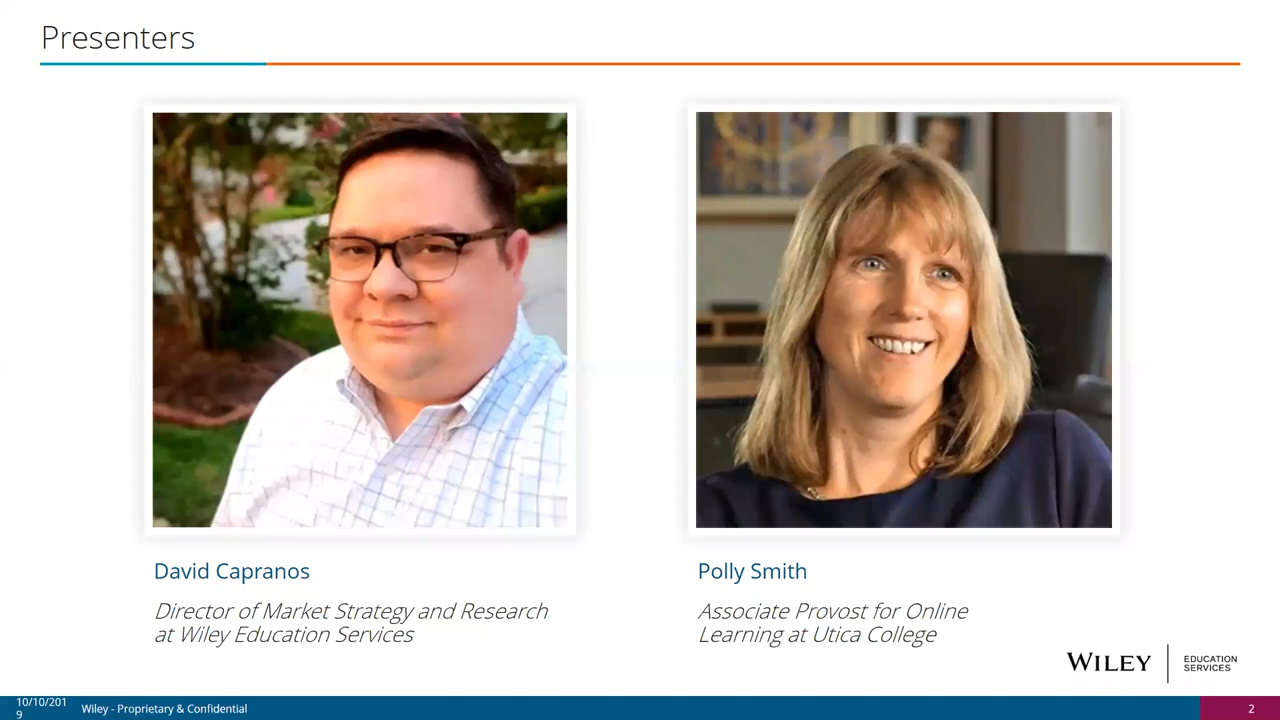 Presenters
David Capranos
Director of Market Strategy and Research
at Wiley Education Services
Polly Smith
Associate Provost for Online
Learning at Utica College
WILEY
EDUCATION
SERVICES
10/10/201
9
Wiley - Proprietary & Confidential
2